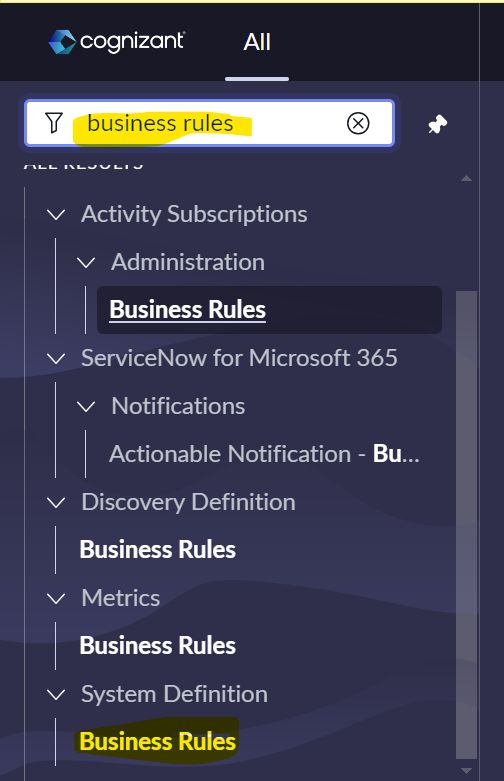 cognizant All
business rules
ALL RESULTS
Activity Subscriptions
Administration
Business Rules
ServiceNow for Microsoft 365
Notifications
Actionable Notification - Bu...
Discovery Definition
Business Rules
Metrics
Business Rules
System Definition
Business Rules